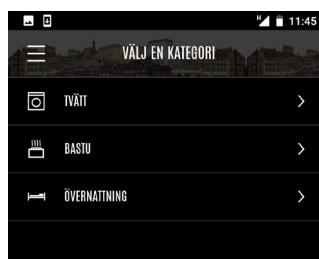 H 11:45
VÄLJ EN KATEGORI
TVÄTT
BASTU
ÖVERNATTNING